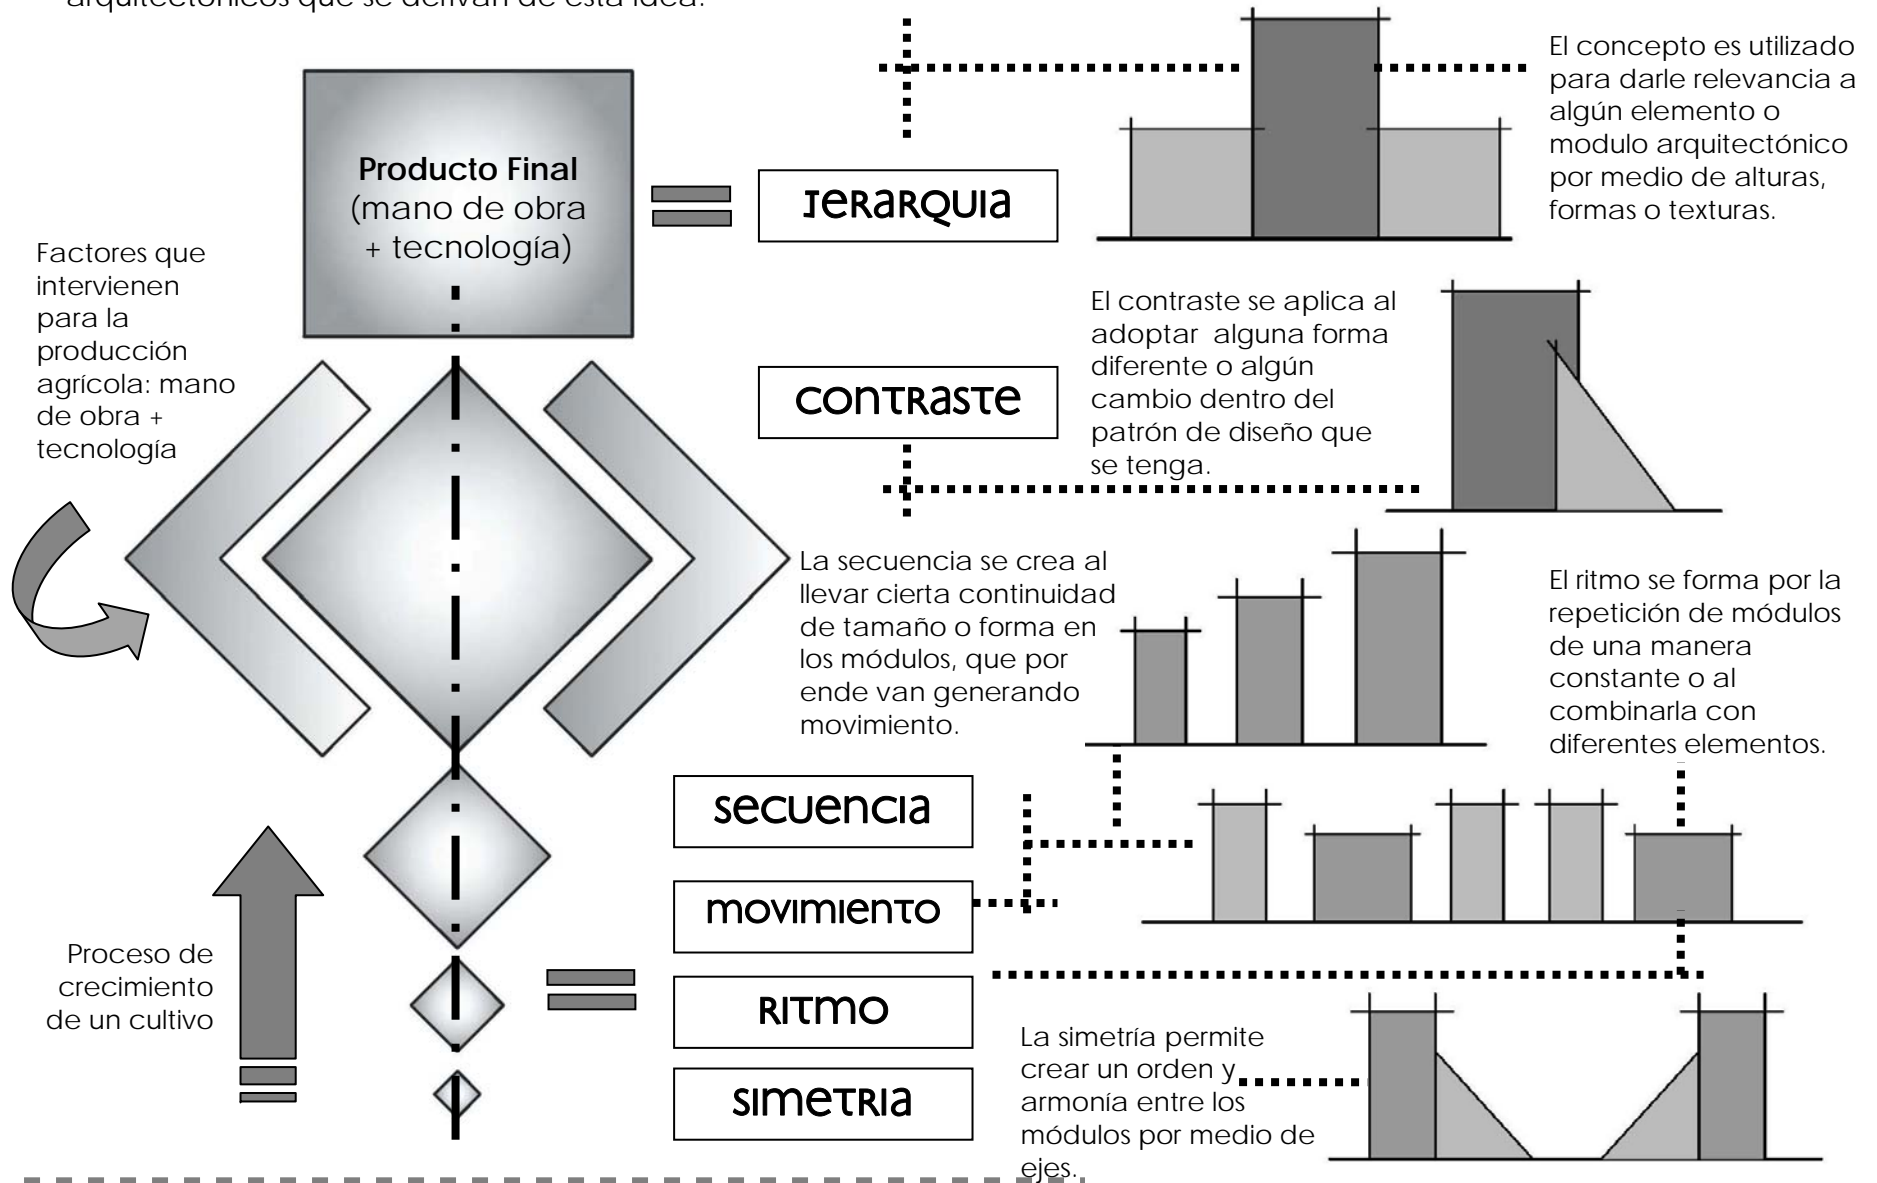 arquitectónicos que se derivan de esta idea.
Producto Final
(mano de obra
+ tecnología)
JERARQUIA
El concepto es utilizado
para darle relevancia a
algún elemento o
modulo arquitectónico
por medio de alturas,
formas o texturas.
Factores que
intervienen
para la
producción
agrícola: mano
de obra +
tecnología
CONTRASTE
El contraste se aplica al
adoptar alguna forma
diferente o algún
cambio dentro del
patrón de diseño que
se tenga.
La secuencia se crea al
llevar cierta continuidad
de tamaño o forma en
los módulos, que por
ende van generando
movimiento.
El ritmo se forma por la
repetición de módulos
de una manera
constante o al
combinarla con
diferentes elementos.
SECUENCIA
MOVIMIENTO
RITMO
SIMETRIA
Proceso de
crecimiento
de un cultivo
La simetría permite
crear un orden y
armonía entre los
módulos por medio de
ejes.